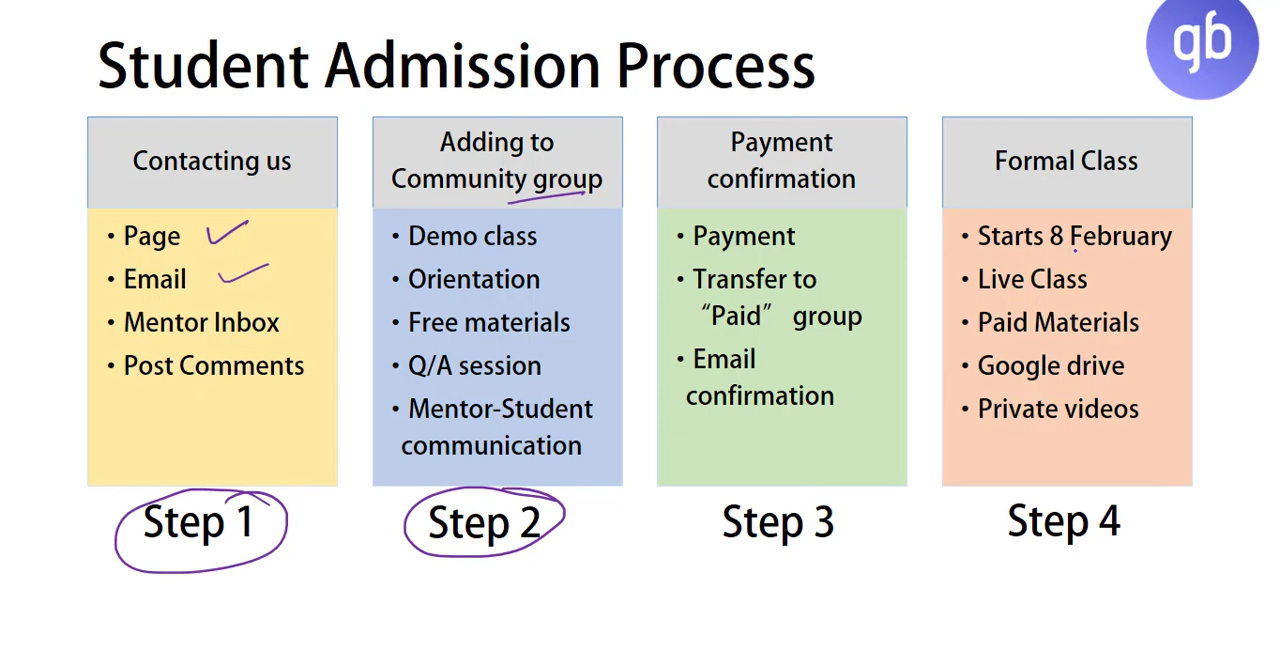 gb
Student Admission Process
Contacting us
• Page
• Email
• Mentor Inbox
• Post Comments
Step 1
Adding to
Community group
• Demo class
• Orientation
• Free materials
• Q/A session
• Mentor-Student
communication
Step 2
Payment
confirmation
• Payment
• Transfer to
“Paid” group
• Email
confirmation
Step 3
Formal Class
• Starts 8 February
• Live Class
• Paid Materials
• Google drive
• Private videos
Step 4